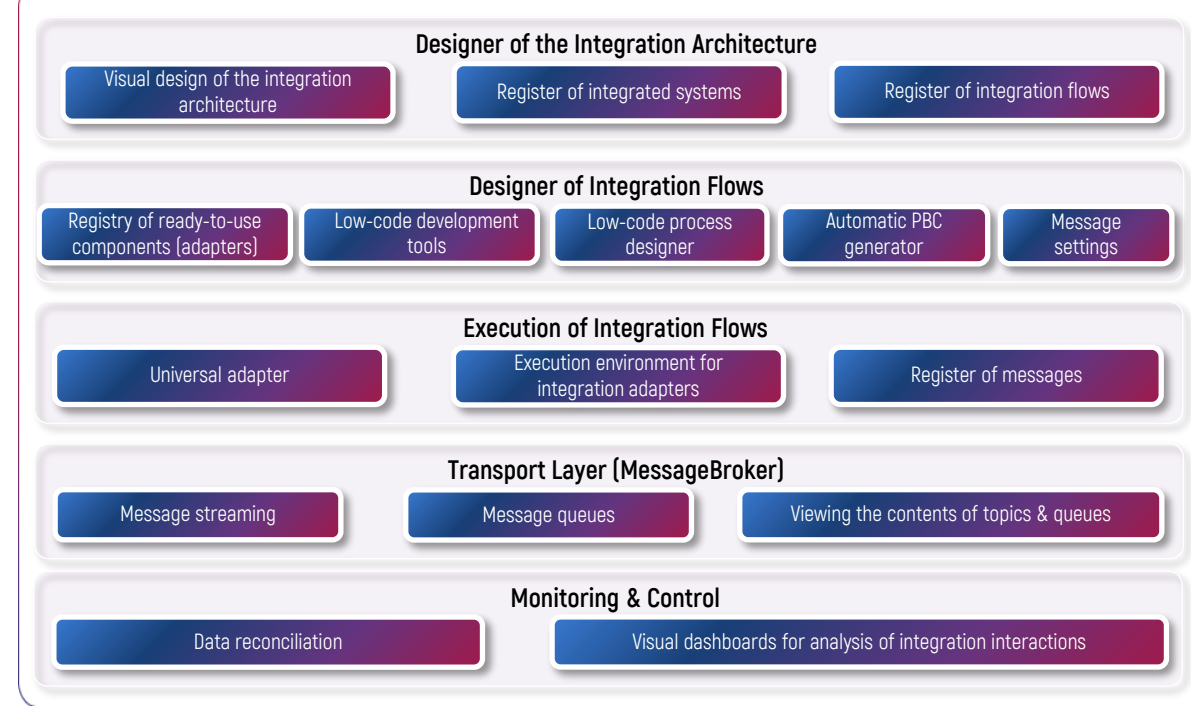 Designer of the Integration Architecture
Visual design of the integration
architecture
Register of integrated systems
Register of integration flows
Designer of Integration Flows
Registry of ready-to-use
components (adapters)
Low-code development
tools
Low-code process
designer
Automatic PBC
generator
Message
settings
Execution of Integration Flows
Universal adapter
Execution environment for
integration adapters
Register of messages
Transport Layer (MessageBroker)
Message streaming
Message queues
Viewing the contents of topics & queues
Monitoring & Control
Data reconciliation
Visual dashboards for analysis of integration interactions